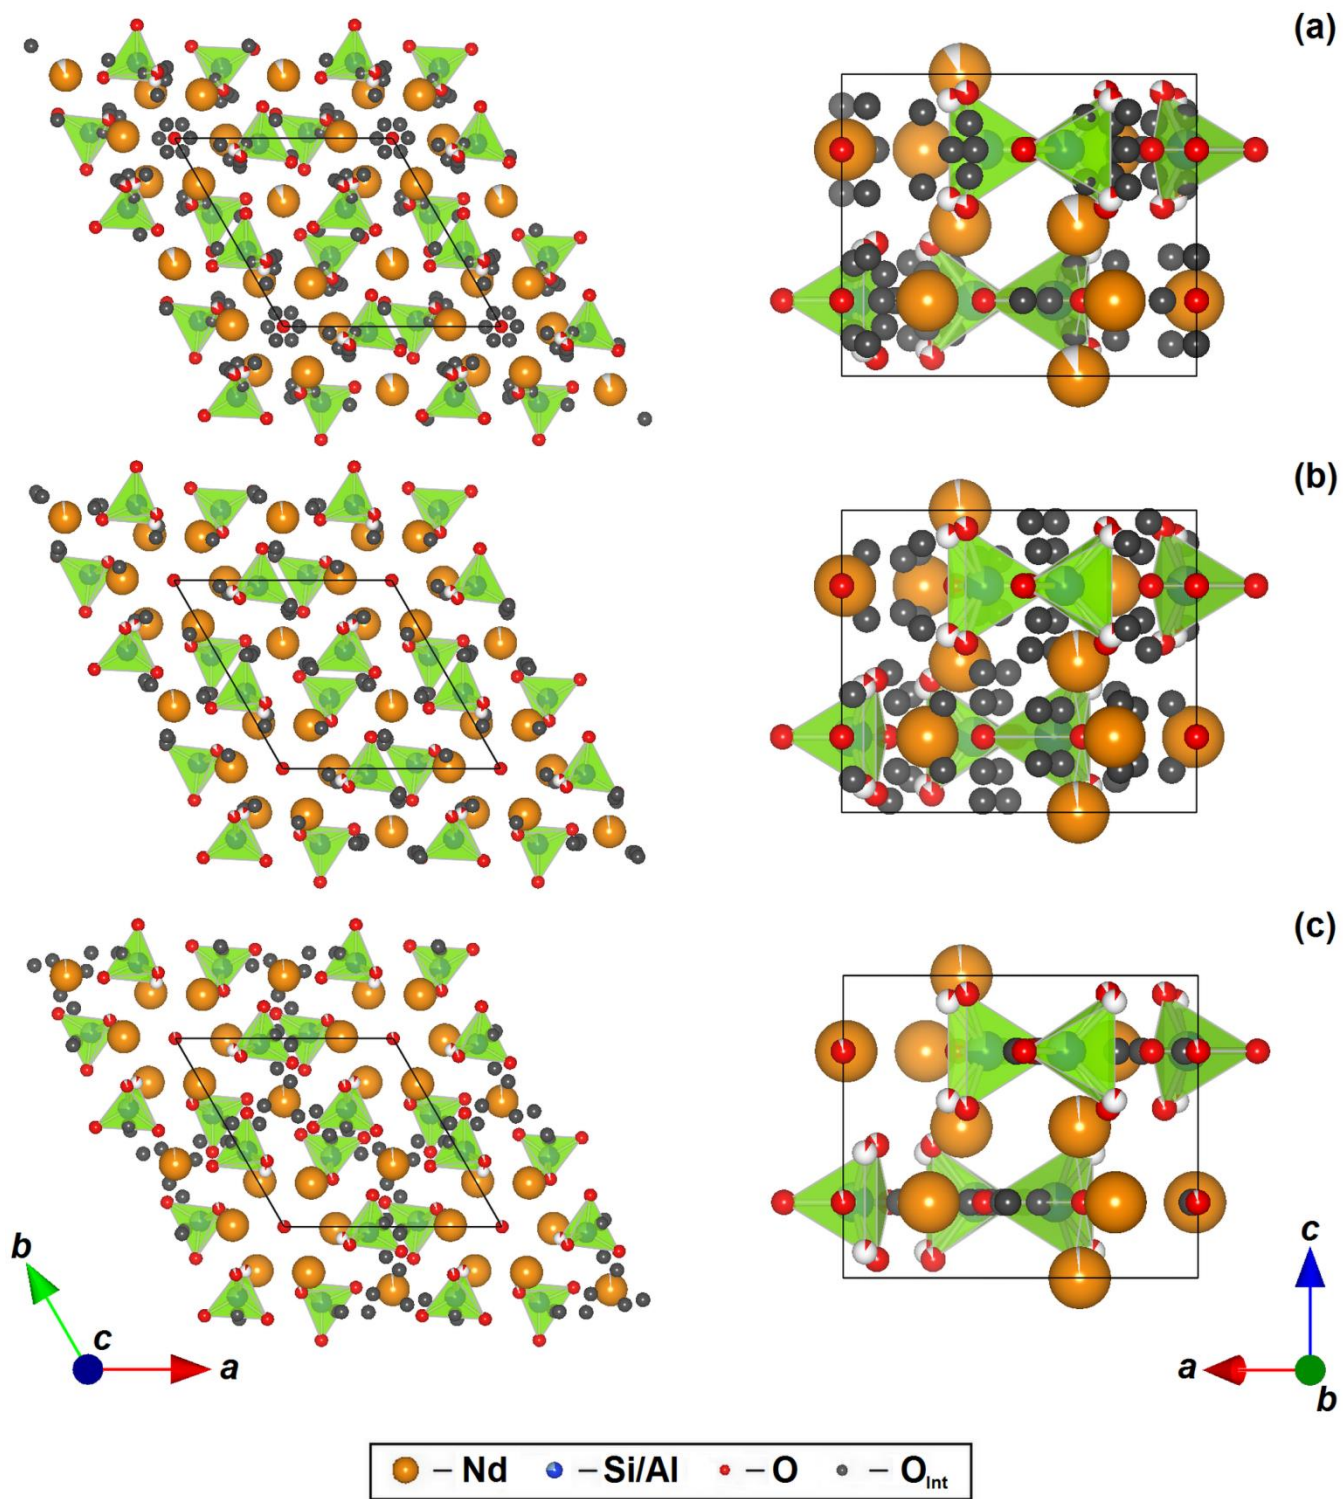 (a)
(b)
(c)
b
c
a
c
a
b
– Nd – Si/Al – O – O_Int